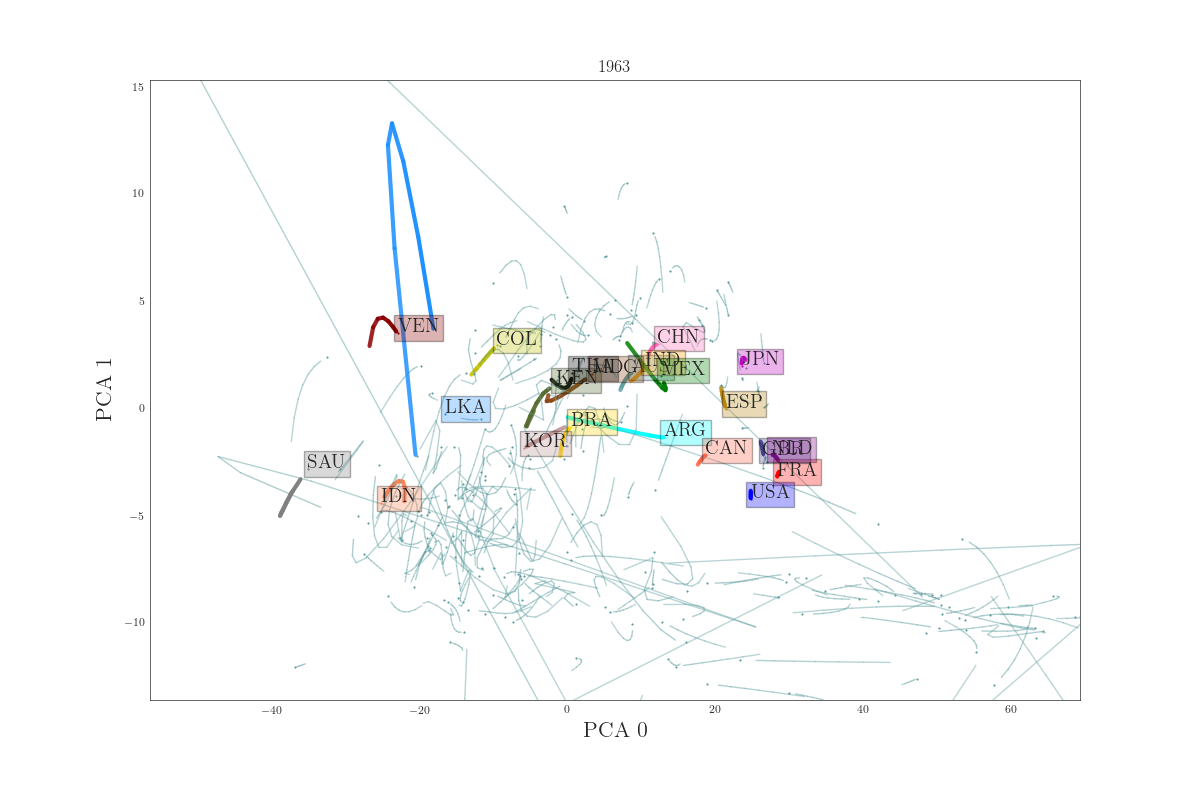 1963
15
10
5
0
−5
−10
−40
−20
0
20
40
60
PCA 0
PCA 1
VEN
COL
CHN
JPN
THA
MDG
IND
MEX
KEN
ESP
LKA
BRA
ARG
KOR
CAN
SAU
FRA
IDN
USA